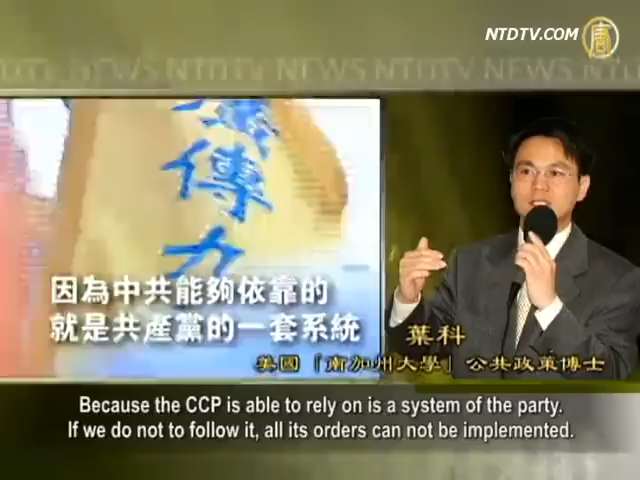 NTDTV.COM
NTDTV NEWS NTDTV NEWS NTDTV NEWS NTD
傳
力
因為中共能夠依靠的
就是共產黨的一套系統
葉科
美國「南加州大學」公共政策博士
Because the CCP is able to rely on is a system of the party.
If we do not to follow it, all its orders can not be implemented.